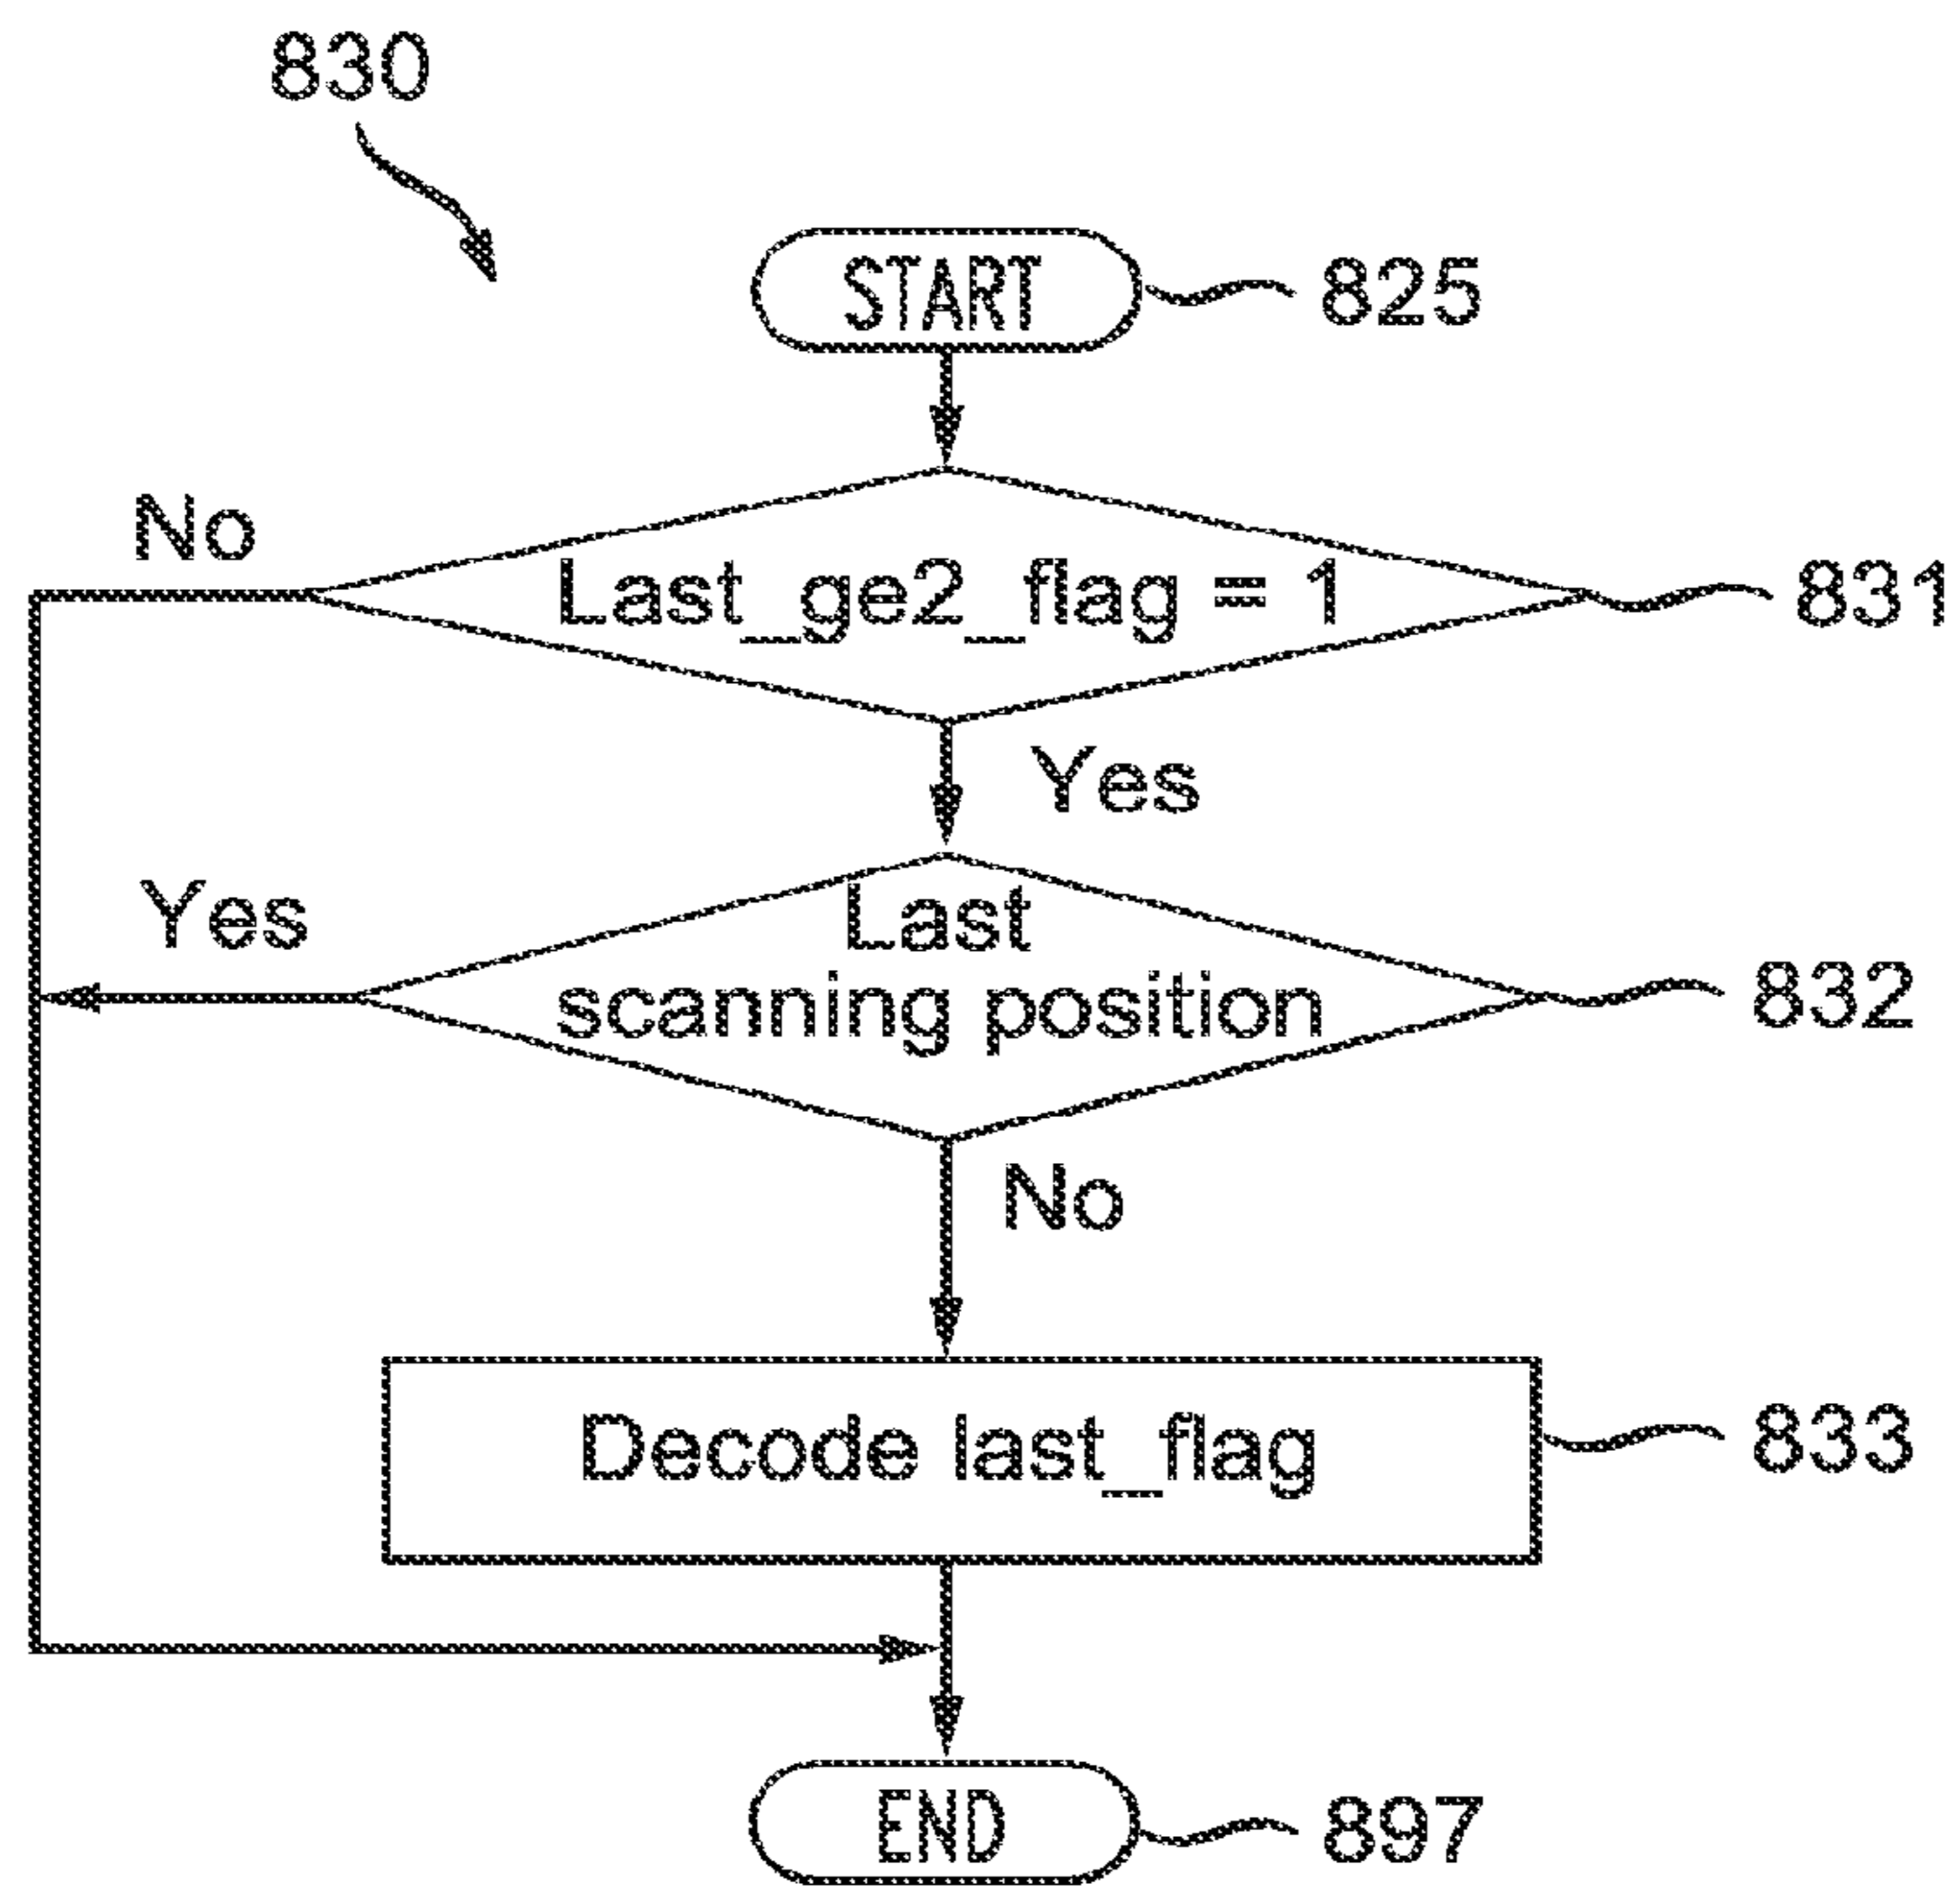 830
START
825
No
Last_ge2_flag = 1
831
Yes
Yes
Last
scanning position
832
No
Decode last_flag
833
END
897